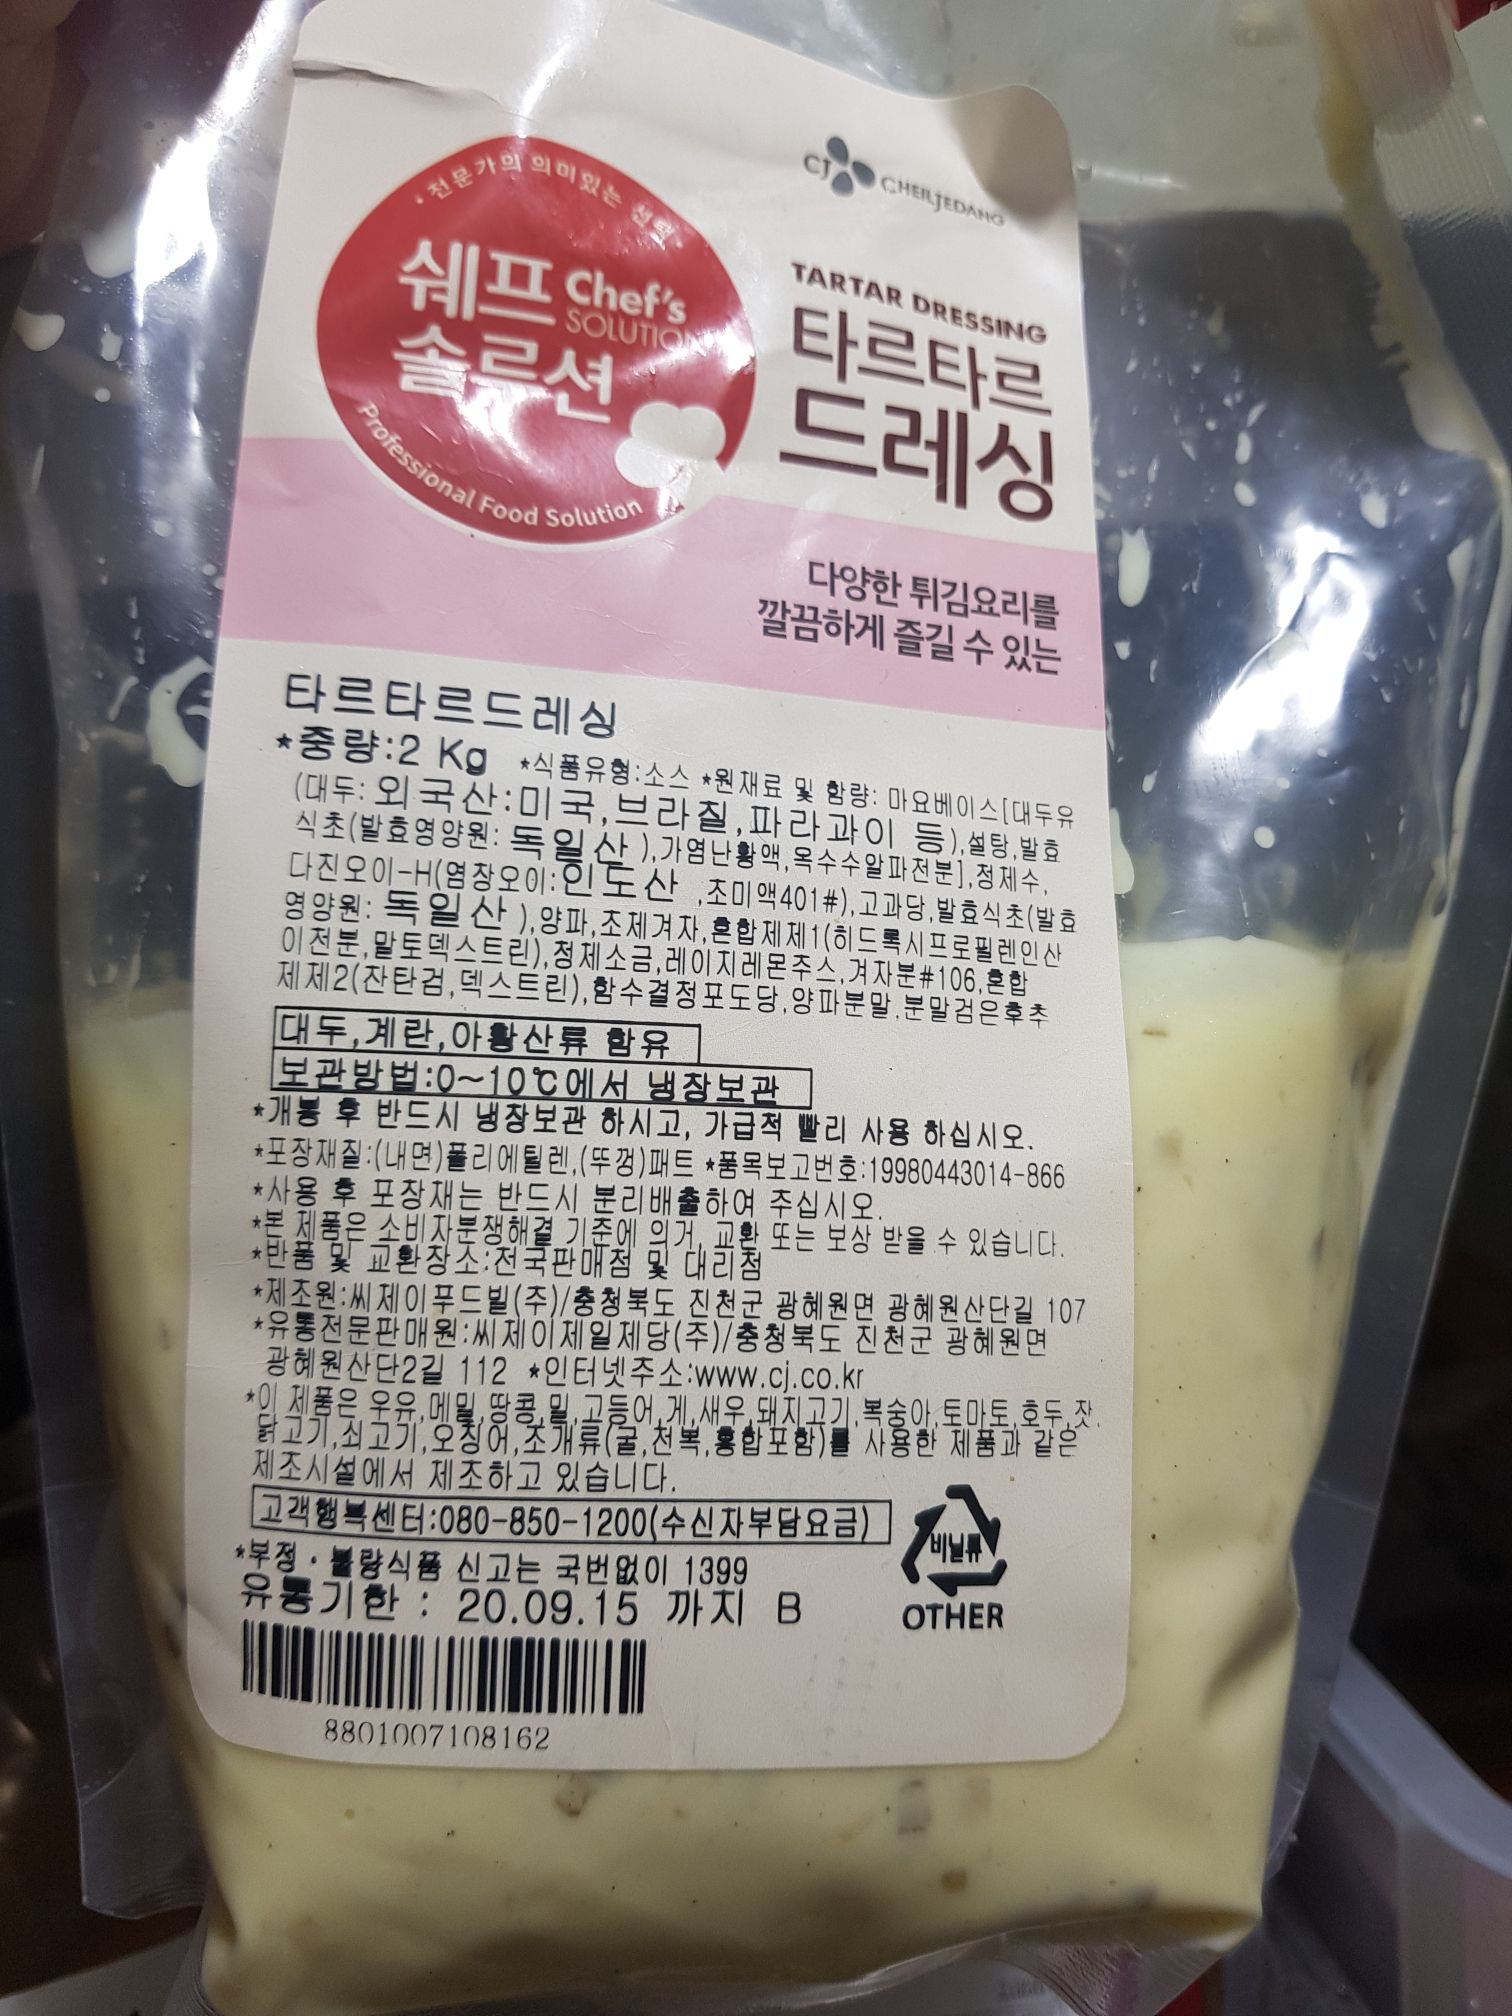 CJ CHEILJEDANG
전문가의 의미있는 선택
쉐프 Chef's
SOLUTION
솔루션
Professional Food Solution
TARTAR DRESSING
타르타르
드레싱
다양한 튀김요리를
깔끔하게 즐길 수 있는
타르타르드레싱
*중량:2 Kg *식품유형:소스 *원재료 및 함량: 마요베이스[대두유
(대두: 외국산:미국,브라질,파라과이 등),설탕,발효
식초(발효영양원: 독일산 ),가염난황액,옥수수알파전분],정제수,
다진오이-H(염장오이:인도산 ,초미액401#),고과당,발효식초(발효
영양원: 독일산 ),양파,조제겨자,혼합제제1(히드록시프로필렌인산
이전분,말토덱스트린),정제소금,레이지레몬주스,겨자분#106,혼합
제제2(잔탄검,덱스트린),함수결정포도당,양파분말,분말검은후추
대두,계란,아황산류 함유
보관방법:0~10℃에서 냉장보관
*개봉 후 반드시 냉장보관 하시고, 가급적 빨리 사용 하십시오.
*포장재질:(내면)폴리에틸렌,(뚜껑)패트 *품목보고번호:19980443014-866
*사용 후 포장재는 반드시 분리배출하여 주십시오.
*본 제품은 소비자분쟁해결 기준에 의거, 교환 또는 보상 받을 수 있습니다.
*반품 및 교환장소:전국판매점 및 대리점
*제조원:씨제이푸드빌(주)/충청북도 진천군 광혜원면 광혜원산단길 107
*유통전문판매원:씨제이제일제당(주)/충청북도 진천군 광혜원면
광혜원산단2길 112 *인터넷주소:www.cj.co.kr
*이 제품은 우유,메밀,땅콩,밀,고등어,게,새우,돼지고기,복숭아,토마토,호두,잣,
닭고기,쇠고기,오징어,조개류(굴,전복,홍합포함)를 사용한 제품과 같은
제조시설에서 제조하고 있습니다.
고객행복센터:080-850-1200(수신자부담요금)
*부정·불량식품 신고는 국번없이 1399
유통기한 : 20.09.15 까지 B
비닐류
OTHER
8801007108162